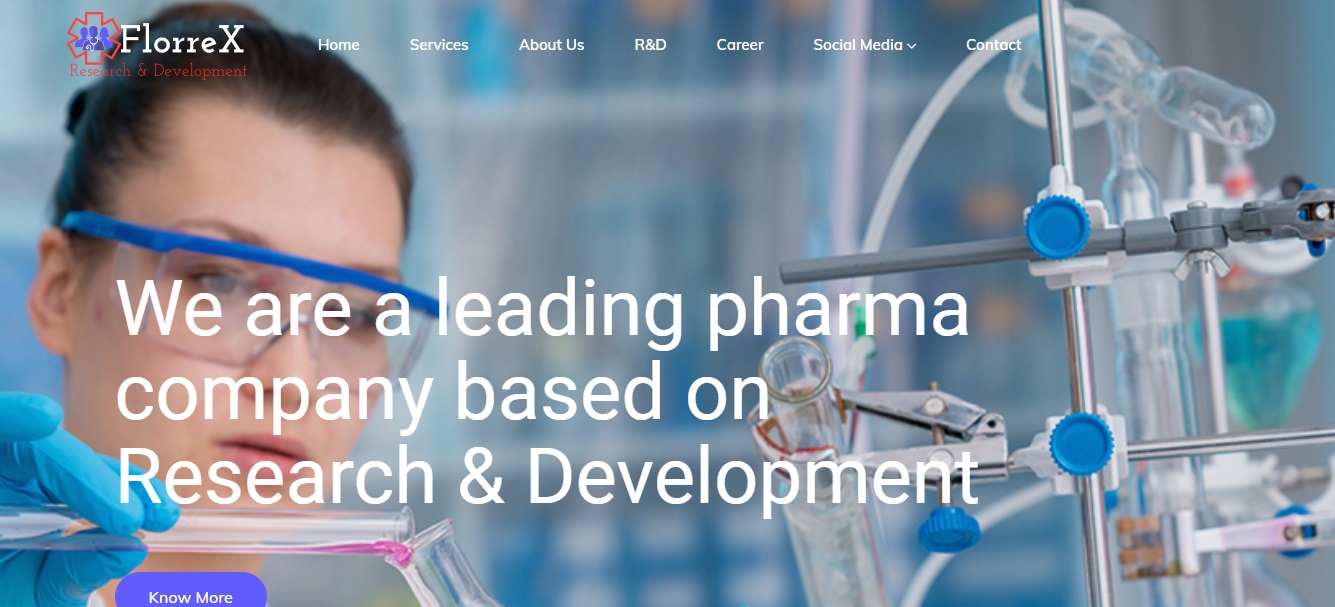 FlorreX
Research & Development
Home Services About Us R&D Career Social Media Contact
We are a leading pharma
company based on
Research & Development
Know More